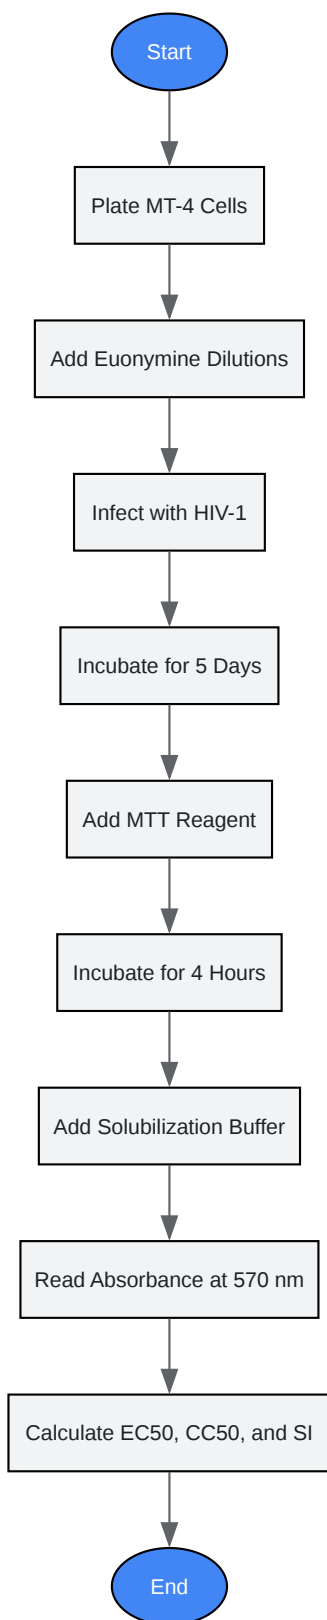 Start
Plate MT-4 Cells
Add Euonymine Dilutions
Infect with HIV-1
Incubate for 5 Days
Add MTT Reagent
Incubate for 4 Hours
Add Solubilization Buffer
Read Absorbance at 570 nm
Calculate EC50, CC50, and SI
End